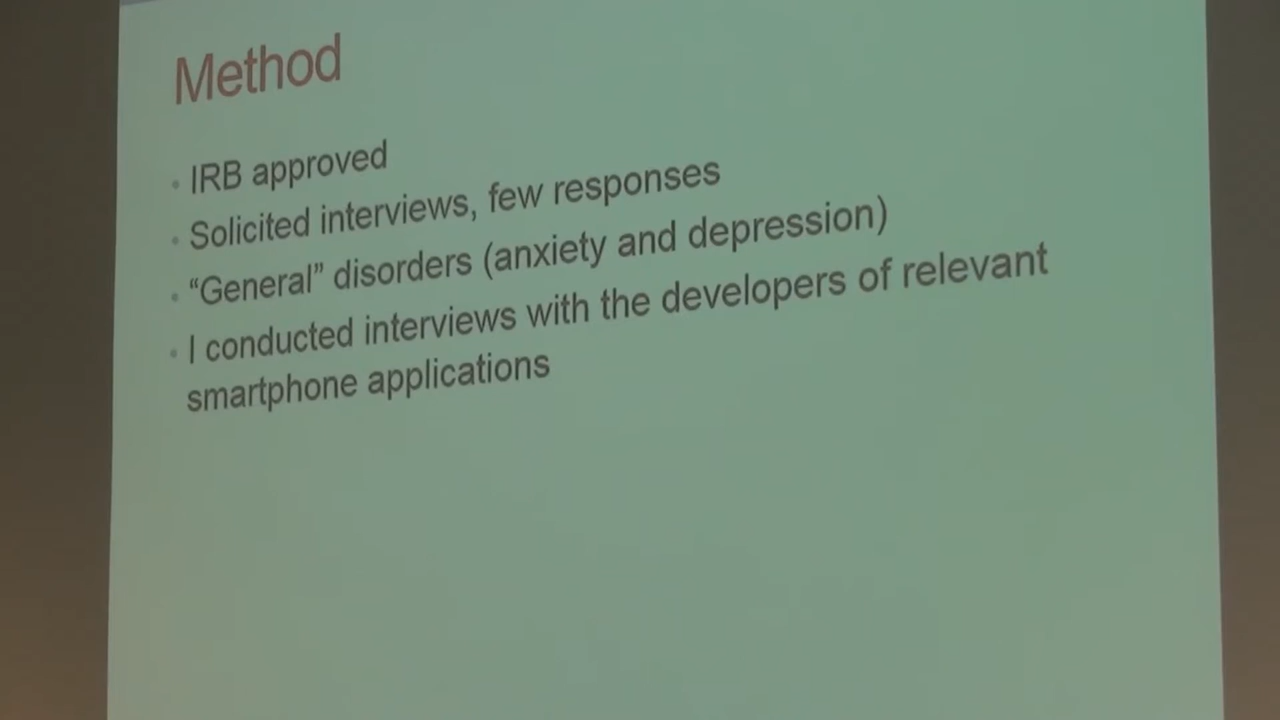 Method
• IRB approved
• Solicited interviews, few responses
• “General” disorders (anxiety and depression)
• I conducted interviews with the developers of relevant
smartphone applications